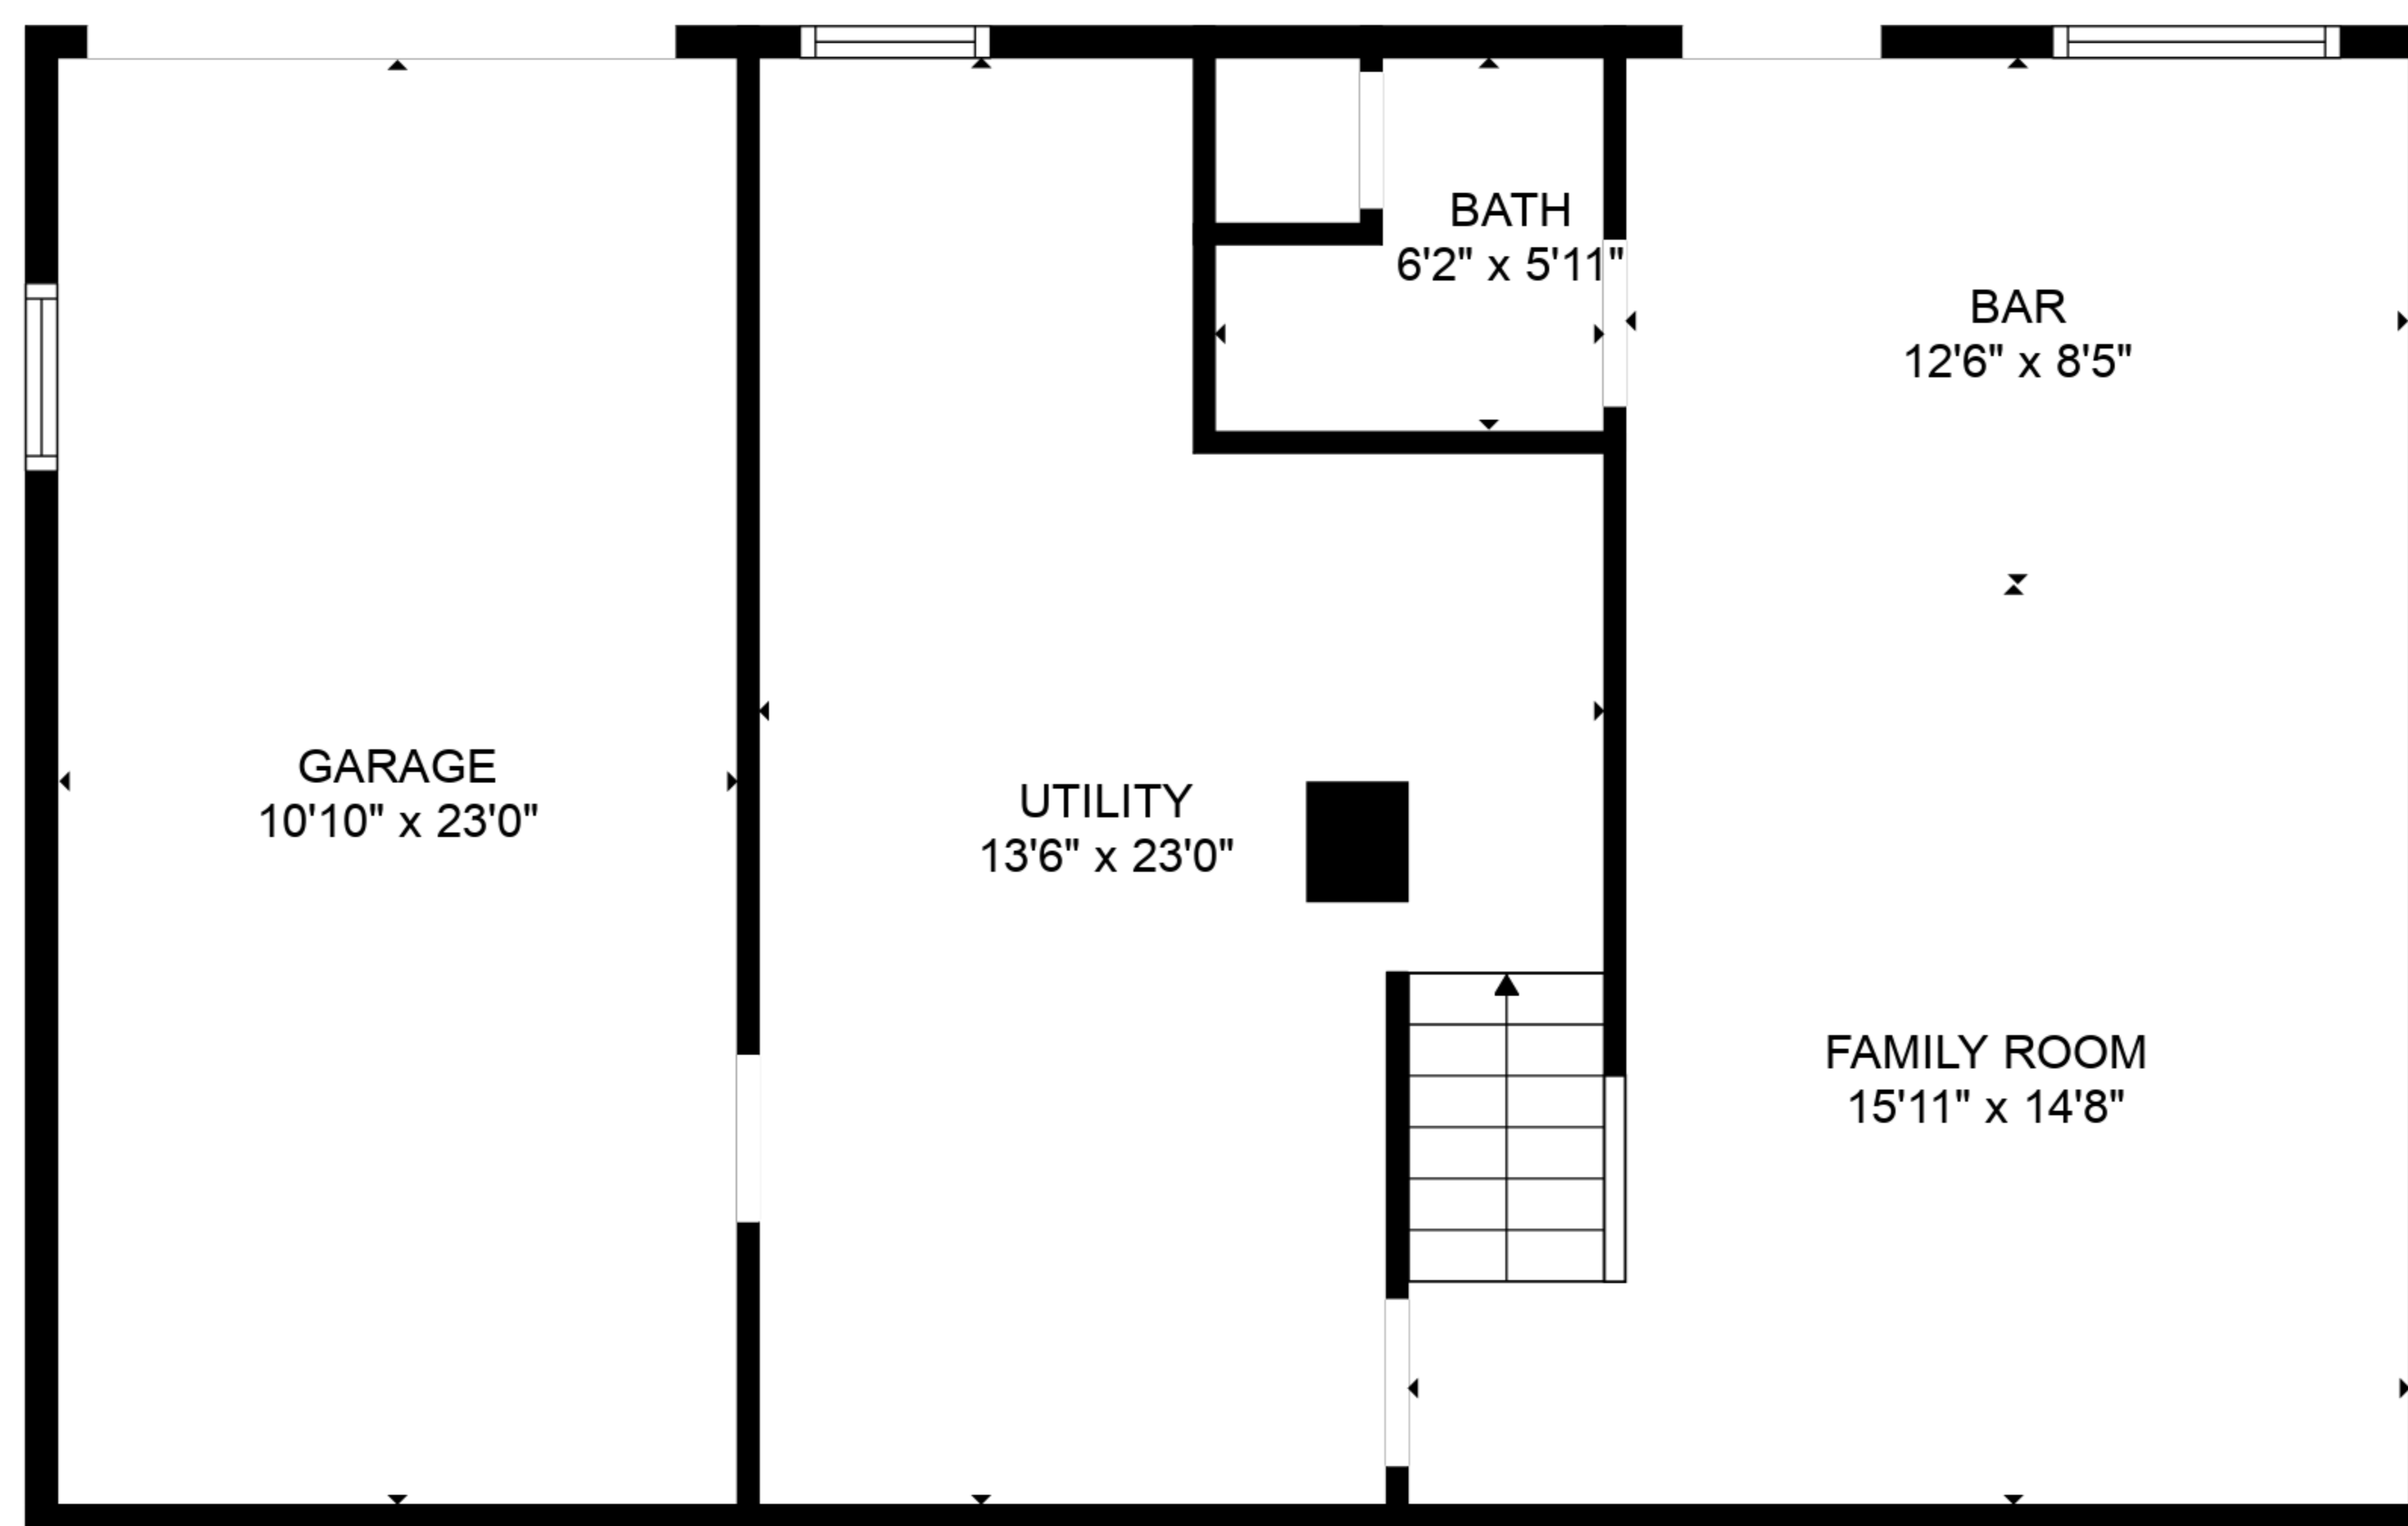 BATH
6'2" x 5'11"
BAR
12'6" x 8'5"
GARAGE
10'10" x 23'0"
UTILITY
13'6" x 23'0"
FAMILY ROOM
15'11" x 14'8"